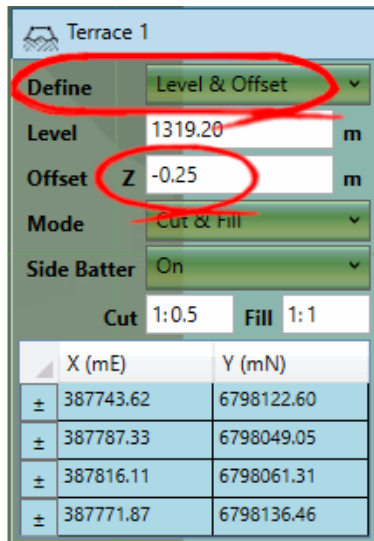 Terrace 1
Define Level & Offset
Level 1319.20 m
Offset Z -0.25 m
Mode Cut & Fill
Side Batter On
Cut 1:0.5 Fill 1:1
X (mE) Y (mN)
± 387743.62 6798122.60
± 387787.33 6798049.05
± 387816.11 6798061.31
± 387771.87 6798136.46